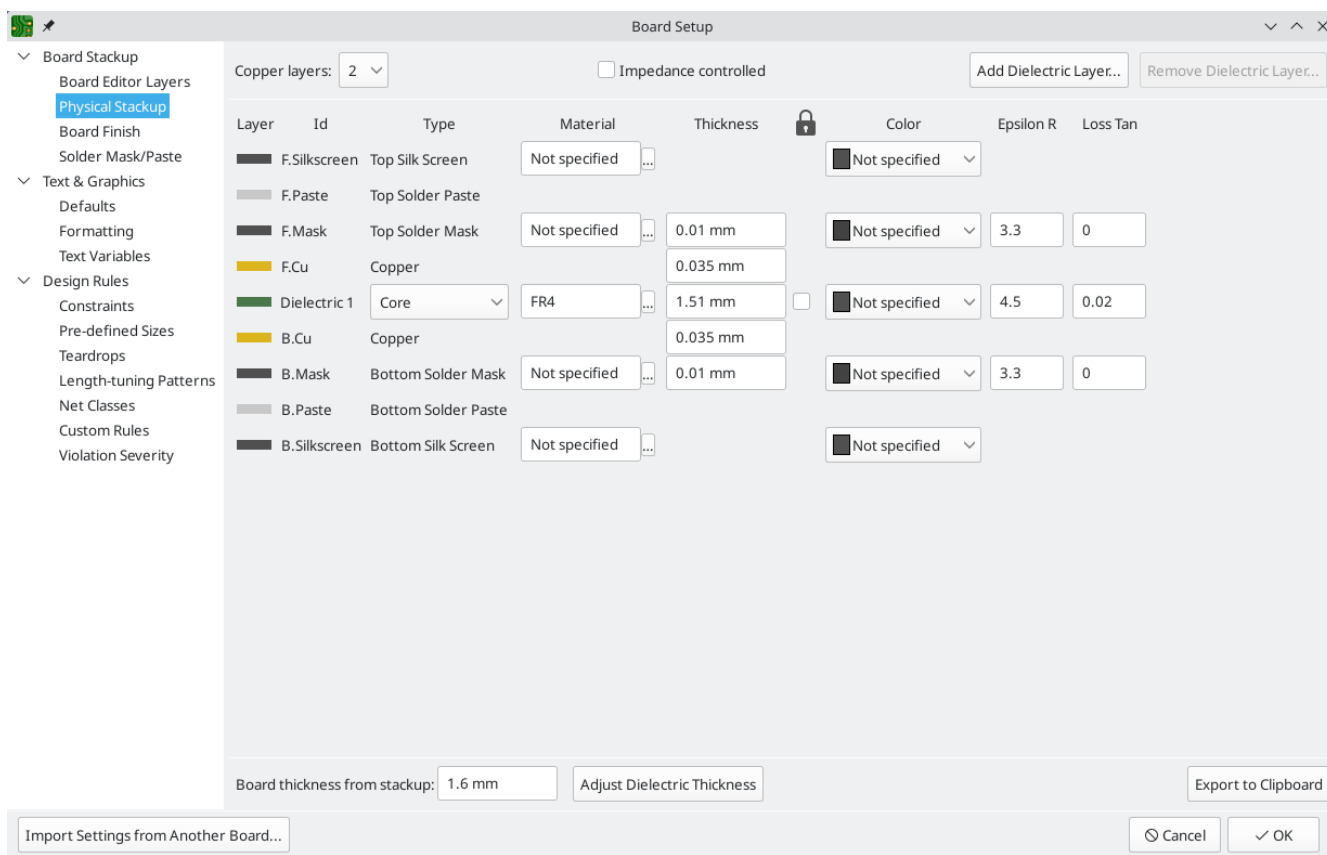 Board Setup
Board Stackup
Board Editor Layers
Physical Stackup
Board Finish
Solder Mask/Paste
Text & Graphics
Defaults
Formatting
Text Variables
Design Rules
Constraints
Pre-defined Sizes
Teardrops
Length-tuning Patterns
Net Classes
Custom Rules
Violation Severity
Copper layers: 2 Impedance controlled Add Dielectric Layer... Remove Dielectric Layer...
Layer Id Type Material Thickness Color Epsilon R Loss Tan
F.Silkscreen Top Silk Screen Not specified ... Not specified
F.Paste Top Solder Paste
F.Mask Top Solder Mask Not specified ... 0.01 mm Not specified 3.3 0
F.Cu Copper 0.035 mm
Dielectric 1 Core FR4 ... 1.51 mm Not specified 4.5 0.02
B.Cu Copper 0.035 mm
B.Mask Bottom Solder Mask Not specified ... 0.01 mm Not specified 3.3 0
B.Paste Bottom Solder Paste
B.Silkscreen Bottom Silk Screen Not specified ... Not specified
Board thickness from stackup: 1.6 mm Adjust Dielectric Thickness Export to Clipboard
Import Settings from Another Board... Cancel OK